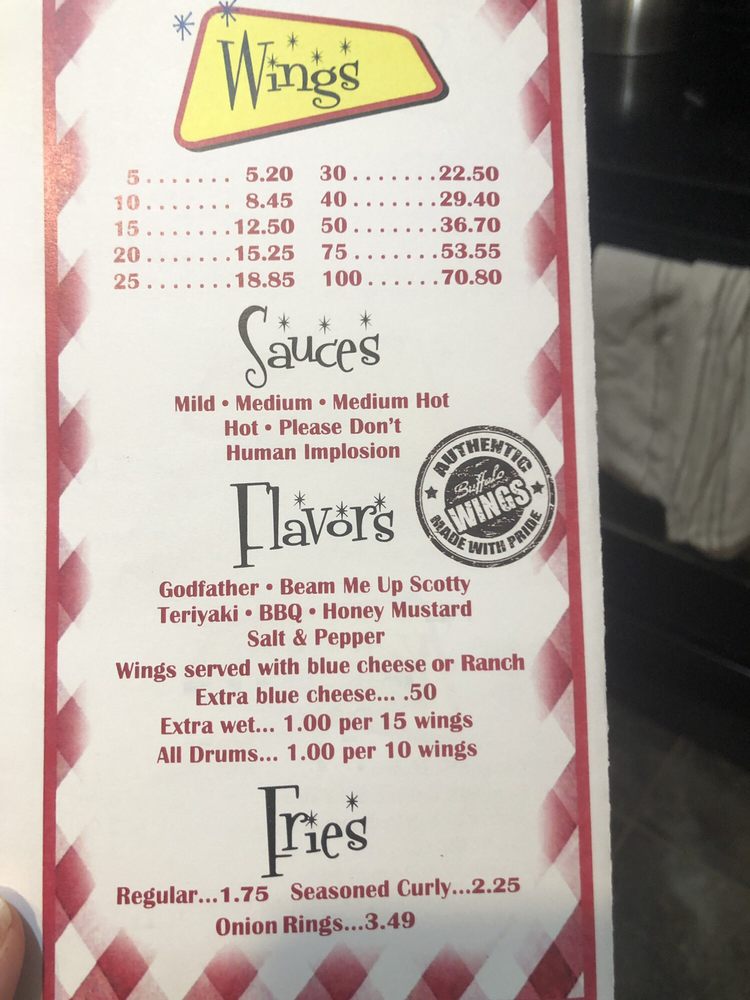 Wings
5....... 5.20 30.......22.50
10....... 8.45 40.......29.40
15.......12.50 50.......36.70
20.......15.25 75.......53.55
25.......18.85 100......70.80
Sauces
Mild • Medium • Medium Hot
Hot • Please Don't
Human Implosion
AUTHENTIC
Buffalo
WINGS
MADE WITH PRIDE
Flavors
Godfather • Beam Me Up Scotty
Teriyaki • BBQ • Honey Mustard
Salt & Pepper
Wings served with blue cheese or Ranch
Extra blue cheese... .50
Extra wet... 1.00 per 15 wings
All Drums... 1.00 per 10 wings
Fries
Regular...1.75 Seasoned Curly...2.25
Onion Rings...3.49